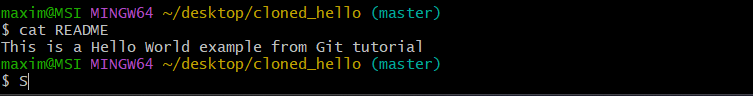 maxim@MSI MINGW64 ~/desktop/cloned_hello (master)
$ cat README
This is a Hello World example from Git tutorial
maxim@MSI MINGW64 ~/desktop/cloned_hello (master)
$ S